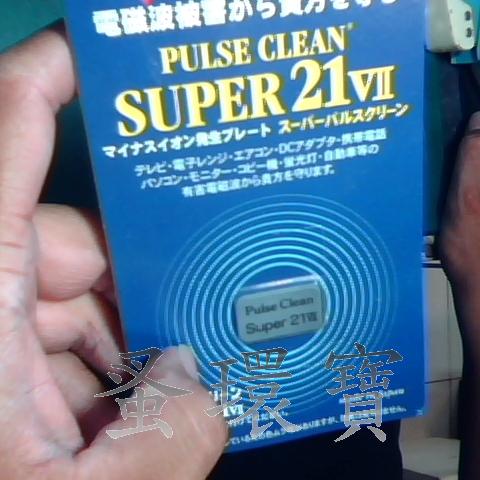 電磁波被害から貴方を守る
PULSE CLEAN
SUPER 21VII
マイナスイオン発生プレート スーパーパルスクリーン
テレビ・電子レンジ・エアコン・DCアダプタ・携帯電話
パソコン・モニター・コピー機・蛍光灯・自動車等の
有害電磁波から貴方を守ります。
Pulse Clean
Super 21VII
蚤環寶